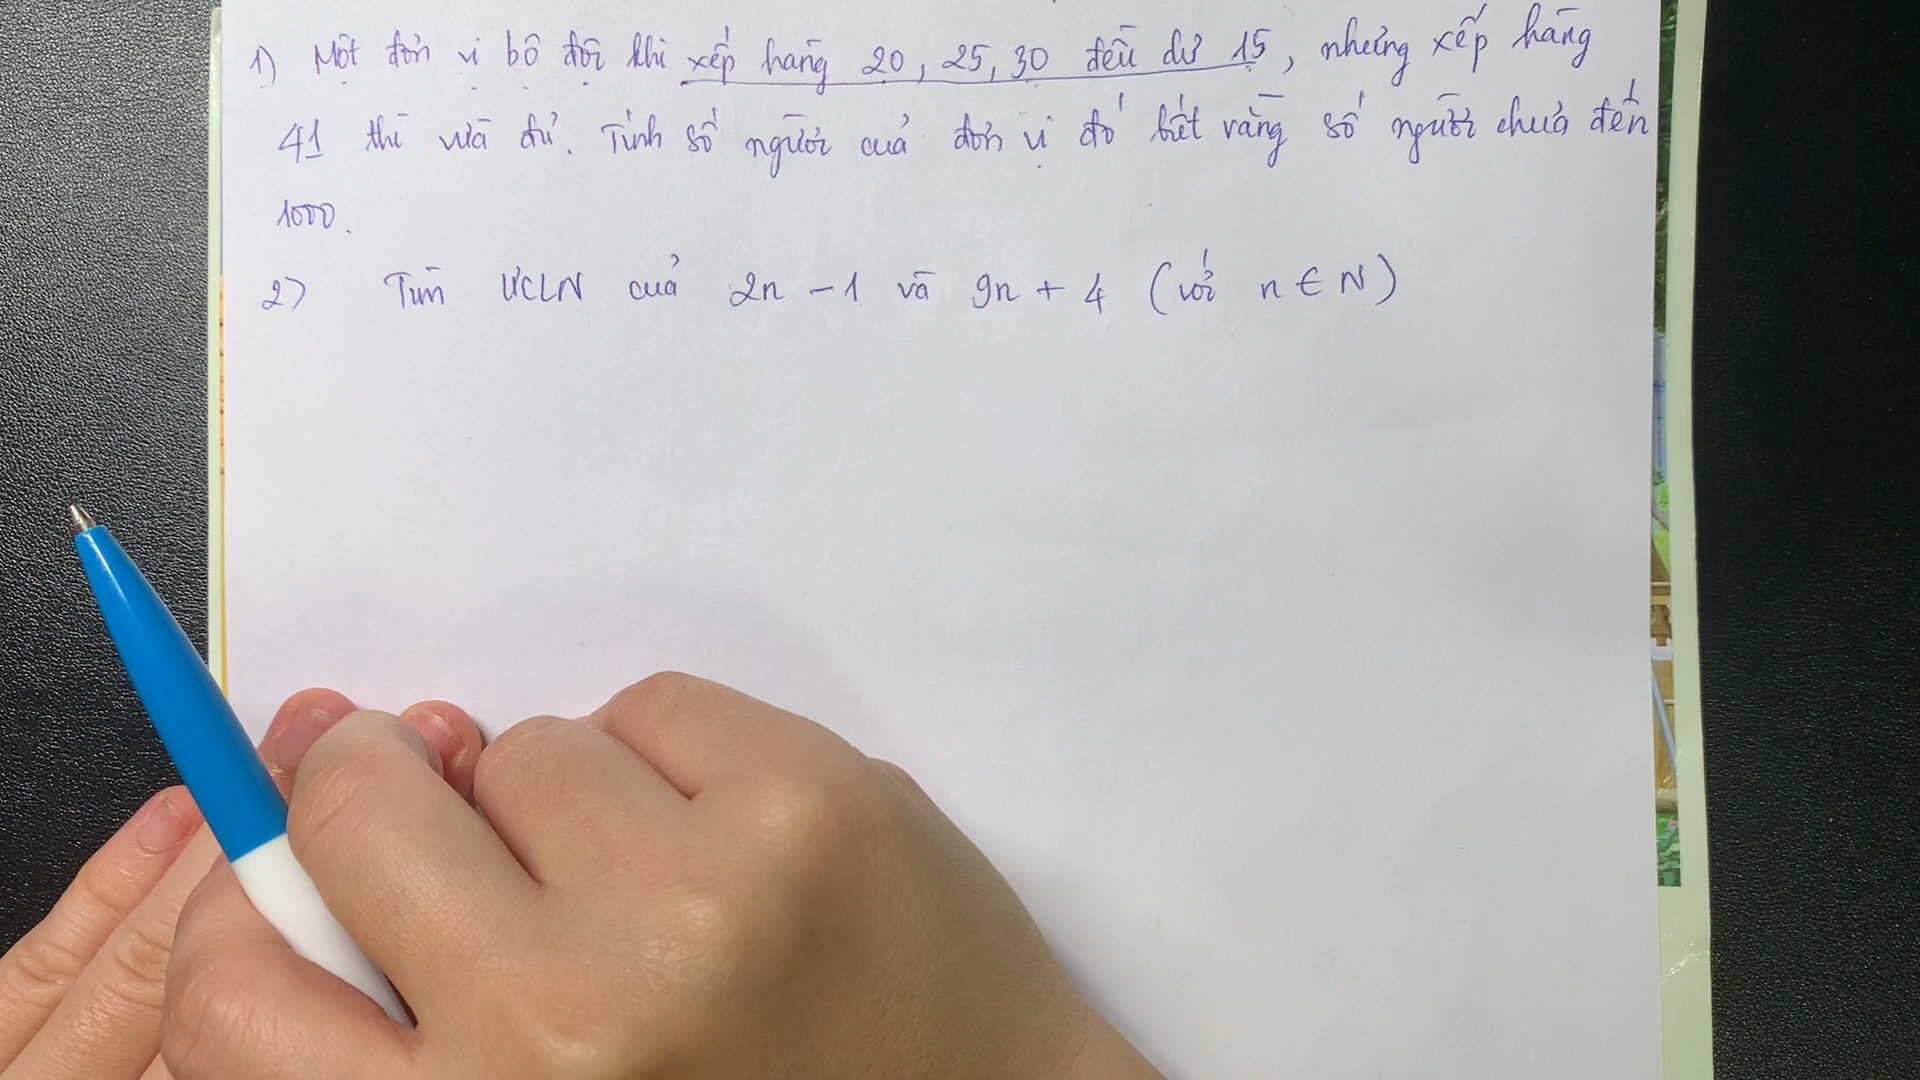 1) Một đơn vị bộ đội khi xếp hàng 20, 25, 30 đều dư 15, nhưng xếp hàng
41 thì vừa đủ. Tính số người của đơn vị đó biết rằng số người chưa đến
1000.
2) Tìm ƯCLN của 2n - 1 và 9n + 4 (với n ∈ N)